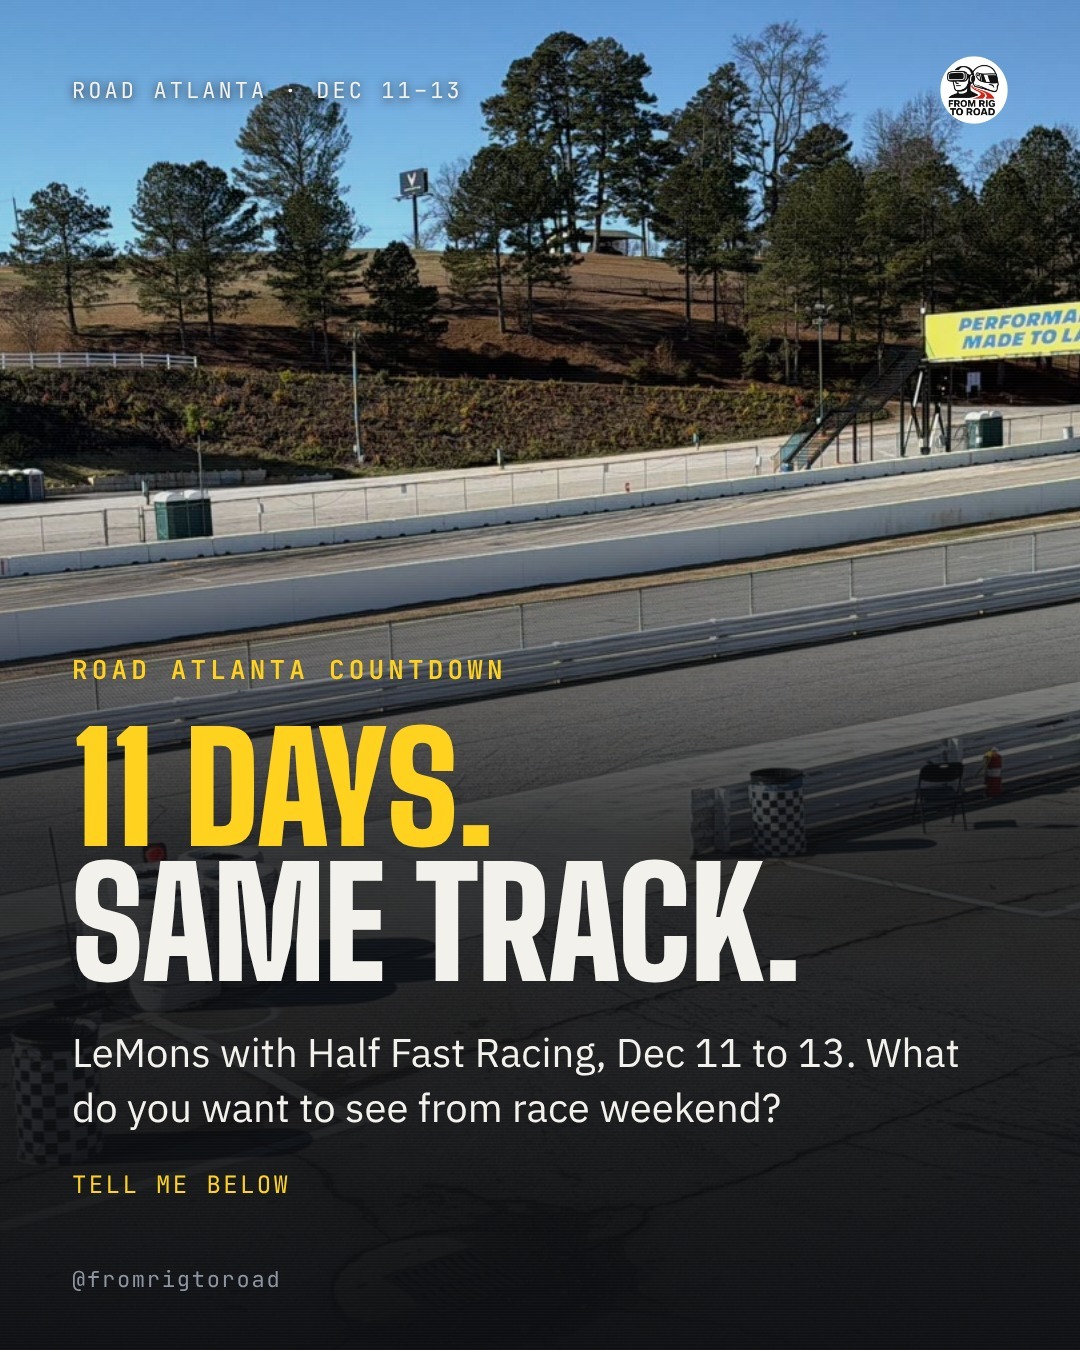 ROAD ATLANTA · DEC 11–13
FROM RIG
TO ROAD
PERFORMA
MADE TO LA
ROAD ATLANTA COUNTDOWN
11 DAYS.
SAME TRACK.
LeMons with Half Fast Racing, Dec 11 to 13. What
do you want to see from race weekend?
TELL ME BELOW
@fromrigtoroad